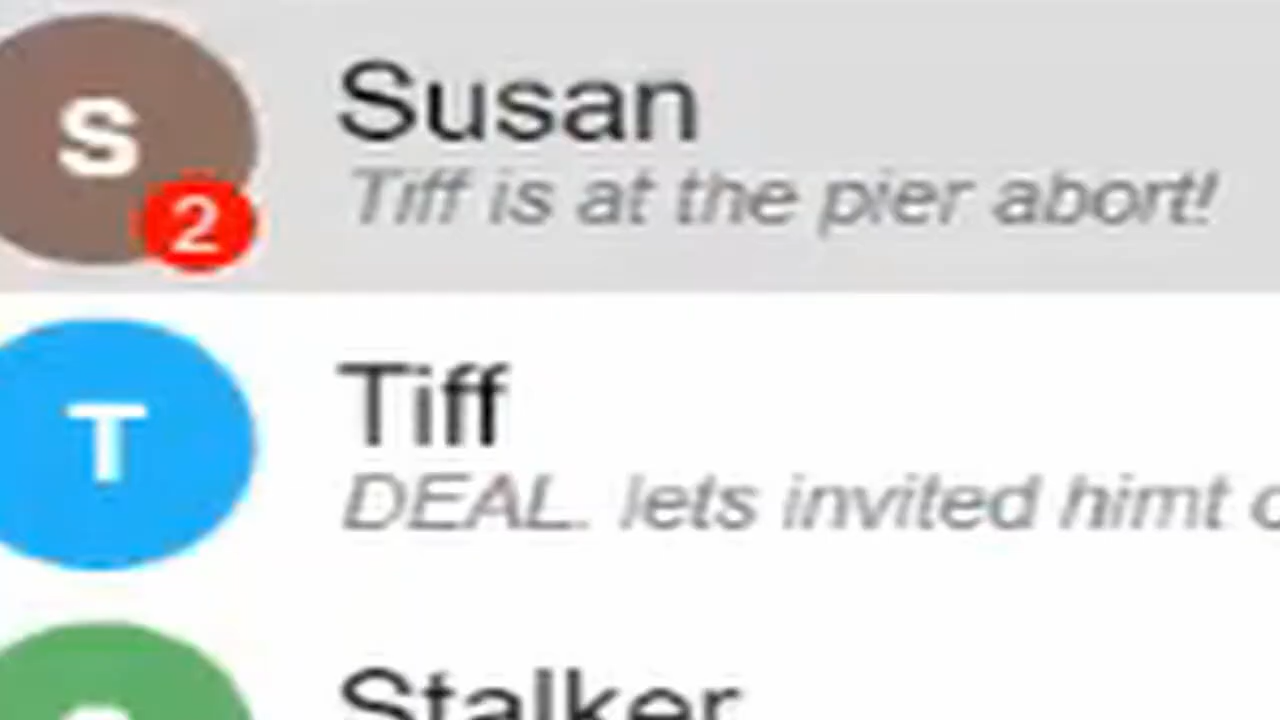 S
Susan
2
Tiff is at the pier abort!
T
Tiff
DEAL. lets invited himt
Stalker